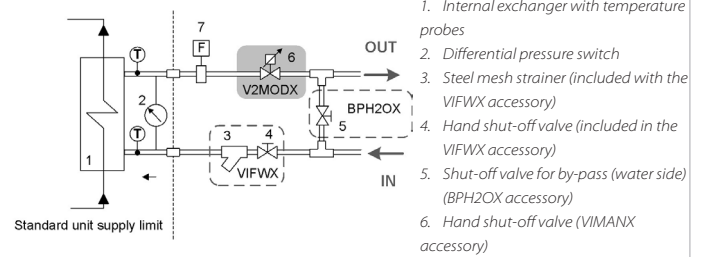 7
F
T
6
OUT
V2MODX
2
BPH2OX
5
T
3
4
1
VIFWX
IN
Standard unit supply limit
1. Internal exchanger with temperature
probes
2. Differential pressure switch
3. Steel mesh strainer (included with the
VIFWX accessory)
4. Hand shut-off valve (included in the
VIFWX accessory)
5. Shut-off valve for by-pass (water side)
(BPH2OX accessory)
6. Hand shut-off valve (VIMANX
accessory)